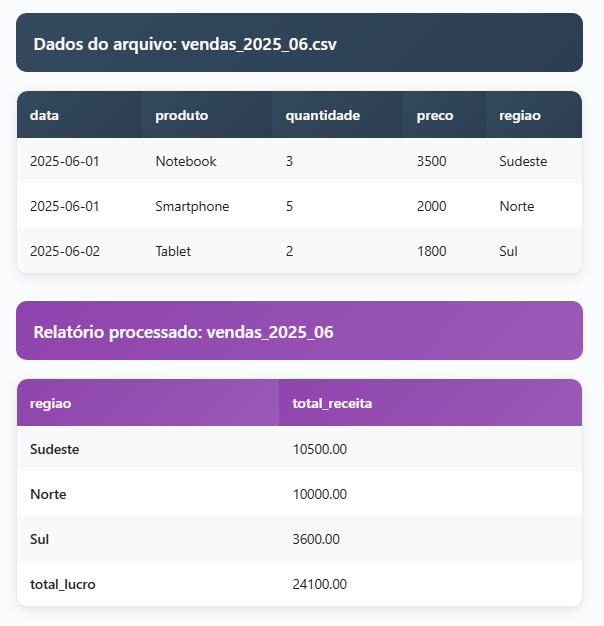 Dados do arquivo: vendas_2025_06.csv
data produto quantidade preco regiao
2025-06-01 Notebook 3 3500 Sudeste
2025-06-01 Smartphone 5 2000 Norte
2025-06-02 Tablet 2 1800 Sul
Relatório processado: vendas_2025_06
regiao total_receita
Sudeste 10500.00
Norte 10000.00
Sul 3600.00
total_lucro 24100.00